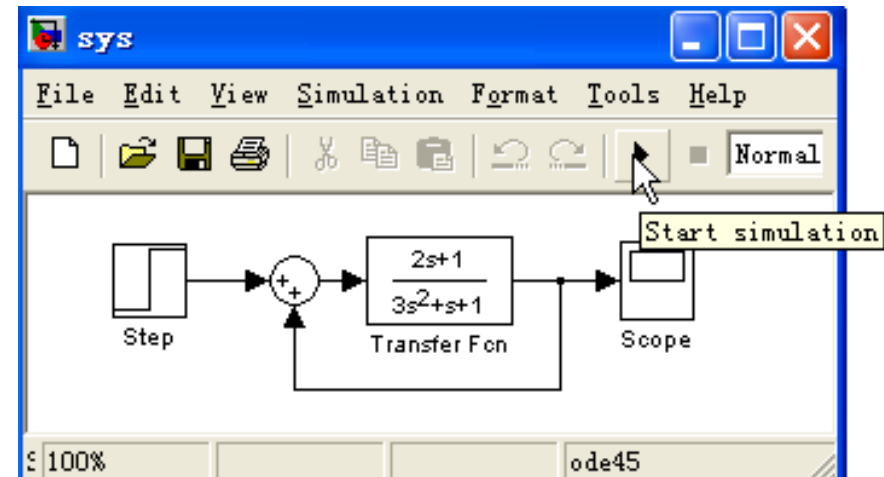 sys
File Edit View Simulation Format Tools Help
Normal
Start simulation
+
+
2s+1
3s²+s+1
Step
Transfer Fcn
Scope
100%
ode45